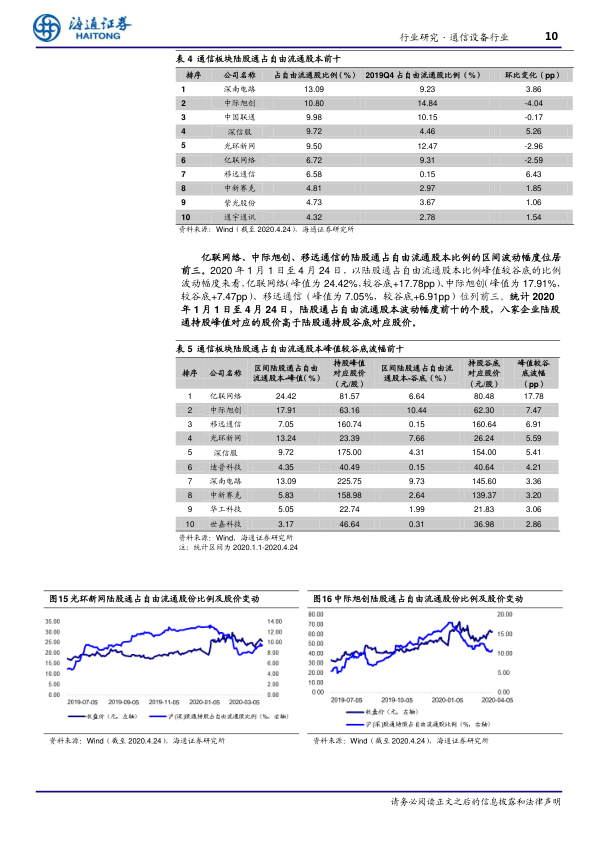 海通证券
HAITONG
行业研究·通信设备行业 10
表 4 通信板块陆股通占自由流通股本前十
排序 公司名称 占自由流通股比例(%) 2019Q4 占自由流通股比例(%) 环比变化(pp)
1 深南电路 13.09 9.23 3.86
2 中际旭创 10.80 14.84 -4.04
3 中国联通 9.98 10.15 -0.17
4 深信服 9.72 4.46 5.26
5 光环新网 9.50 12.47 -2.96
6 亿联网络 6.72 9.31 -2.59
7 移远通信 6.58 0.15 6.43
8 中新赛克 4.81 2.97 1.85
9 紫光股份 4.73 3.67 1.06
10 通宇通讯 4.32 2.78 1.54
资料来源:Wind(截至 2020.4.24),海通证券研究所
亿联网络、中际旭创、移远通信的陆股通占自由流通股本比例的区间波动幅度位居
前三。2020 年 1 月 1 日至 4 月 24 日,以陆股通占自由流通股本比例峰值较谷底的比例
波动幅度来看,亿联网络(峰值为 24.42%,较谷底+17.78pp)、中际旭创(峰值为 17.91%,
较谷底+7.47pp)、移远通信(峰值为 7.05%,较谷底+6.91pp)位列前三。统计 2020
年 1 月 1 日至 4 月 24 日,陆股通占自由流通股本波动幅度前十的个股,八家企业陆股
通持股峰值对应的股价高于陆股通持股谷底对应股价。
表 5 通信板块陆股通占自由流通股本峰值较谷底波幅前十
排序 公司名称 区间陆股通占自由流通股本-峰值(%) 持股峰值对应股价(元/股) 区间陆股通占自由流通股本-谷底(%) 持股谷底对应股价(元/股) 峰值较谷底波幅(pp)
1 亿联网络 24.42 81.57 6.64 80.48 17.78
2 中际旭创 17.91 63.16 10.44 62.30 7.47
3 移远通信 7.05 160.74 0.15 160.64 6.91
4 光环新网 13.24 23.39 7.66 26.24 5.59
5 深信服 9.72 175.00 4.31 154.00 5.41
6 迪普科技 4.35 40.49 0.15 40.64 4.21
7 深南电路 13.09 225.75 9.73 145.60 3.36
8 中新赛克 5.83 158.98 2.64 139.37 3.20
9 华工科技 5.05 22.74 1.99 21.83 3.06
10 世嘉科技 3.17 46.64 0.31 36.98 2.86
资料来源:Wind,海通证券研究所
注:统计区间为 2020.1.1-2020.4.24
图15 光环新网陆股通占自由流通股份比例及股价变动
35.00 14.00
30.00 12.00
25.00 10.00
20.00 8.00
15.00 6.00
10.00 4.00
5.00 2.00
0.00 0.00
2019-07-05 2019-09-05 2019-11-05 2020-01-05 2020-03-05
收盘价(元,左轴) 沪(深)股通持股占自由流通股比例(%,右轴)
资料来源:Wind(截至 2020.4.24),海通证券研究所
图16 中际旭创陆股通占自由流通股份比例及股价变动
80.00 20.00
70.00
60.00 15.00
50.00
40.00 10.00
30.00
20.00 5.00
10.00
0.00 0.00
2019-07-05 2019-10-05 2020-01-05 2020-04-05
收盘价(元,左轴)
沪(深)股通持股占自由流通股比例(%,右轴)
资料来源:Wind(截至 2020.4.24),海通证券研究所
请务必阅读正文之后的信息披露和法律声明